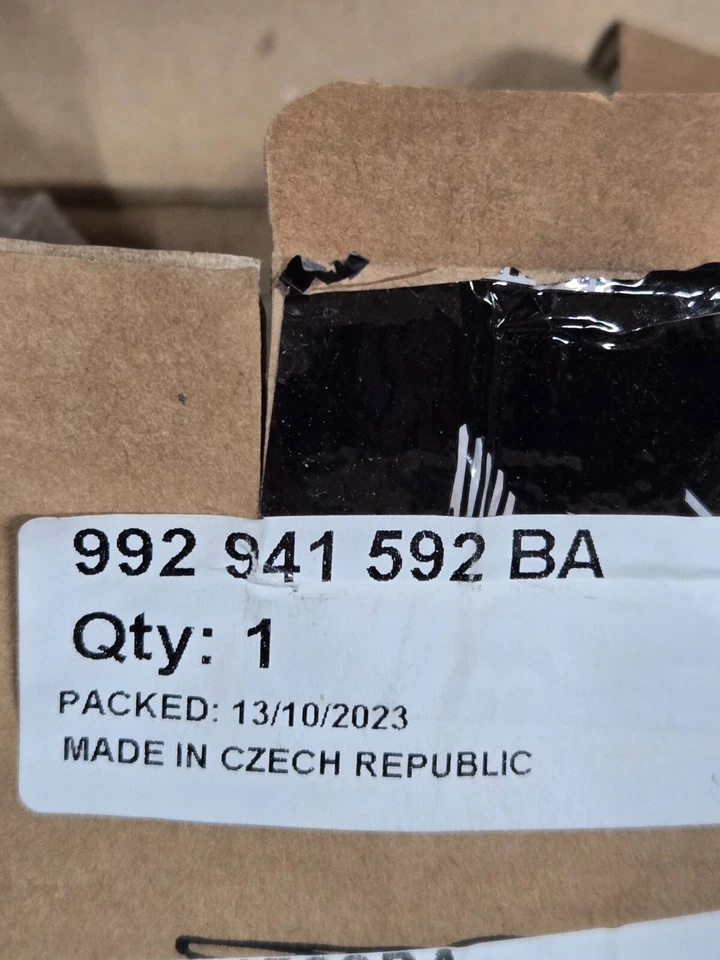 992 941 592 BA
Qty: 1
PACKED: 13/10/2023
MADE IN CZECH REPUBLIC